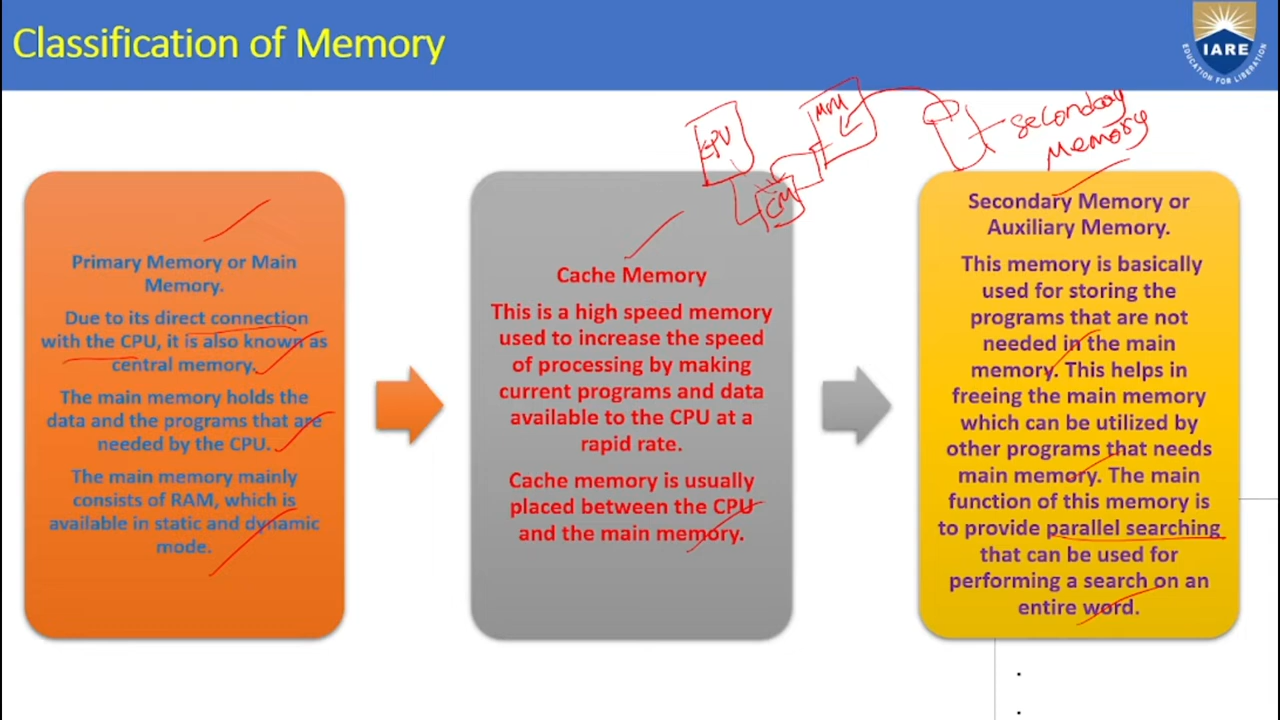 Classification of Memory
IARE
EDUCATION FOR LIBERATION
CPU
MM
CM
Secondary
Memory
Primary Memory or Main
Memory.
Due to its direct connection
with the CPU, it is also known as
central memory.
The main memory holds the
data and the programs that are
needed by the CPU.
The main memory mainly
consists of RAM, which is
available in static and dynamic
mode.
Cache Memory
This is a high speed memory
used to increase the speed
of processing by making
current programs and data
available to the CPU at a
rapid rate.
Cache memory is usually
placed between the CPU
and the main memory.
Secondary Memory or
Auxiliary Memory.
This memory is basically
used for storing the
programs that are not
needed in the main
memory. This helps in
freeing the main memory
which can be utilized by
other programs that needs
main memory. The main
function of this memory is
to provide parallel searching
that can be used for
performing a search on an
entire word.
.
.